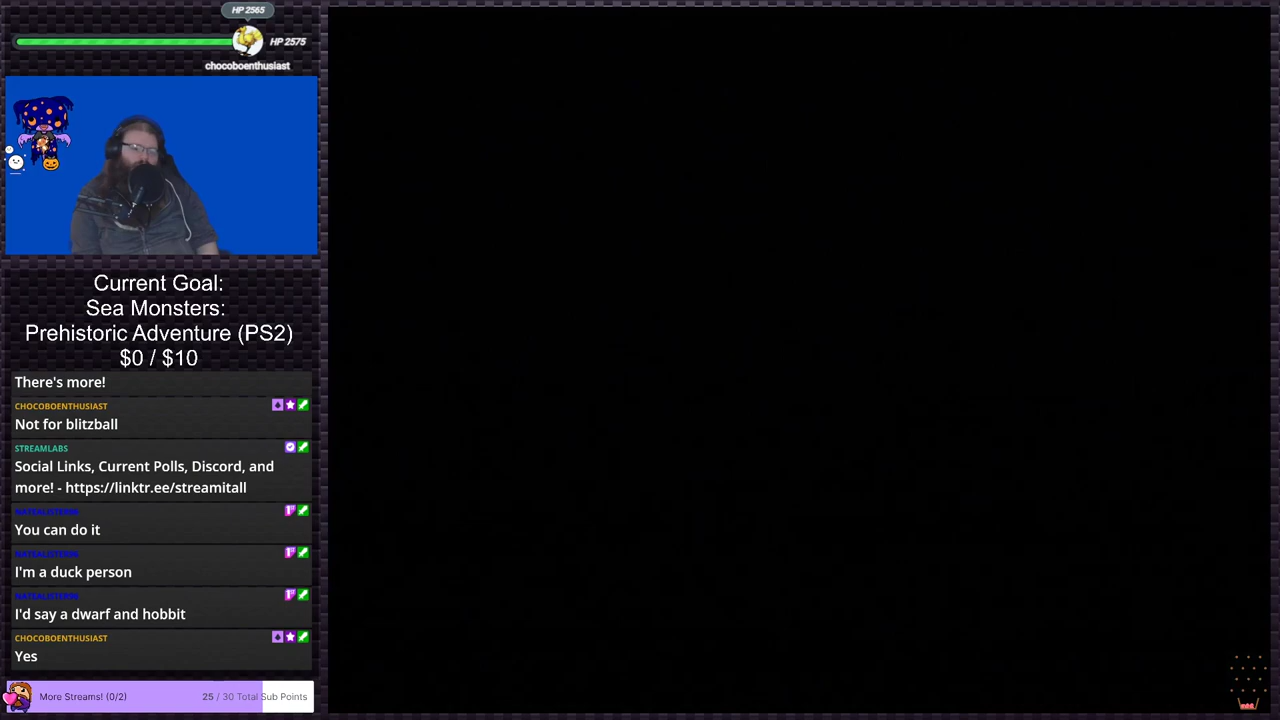 HP 2565
HP 2575
chocoboenthusiast
Current Goal:
Sea Monsters:
Prehistoric Adventure (PS2)
$0 / $10
There's more!
CHOCOBOENTHUSIAST
Not for blitzball
STREAMLABS
Social Links, Current Polls, Discord, and
more! - https://linktr.ee/streamitall
You can do it
I'm a duck person
I'd say a dwarf and hobbit
CHOCOBOENTHUSIAST
Yes
More Streams! (0/2) 25 / 30 Total Sub Points